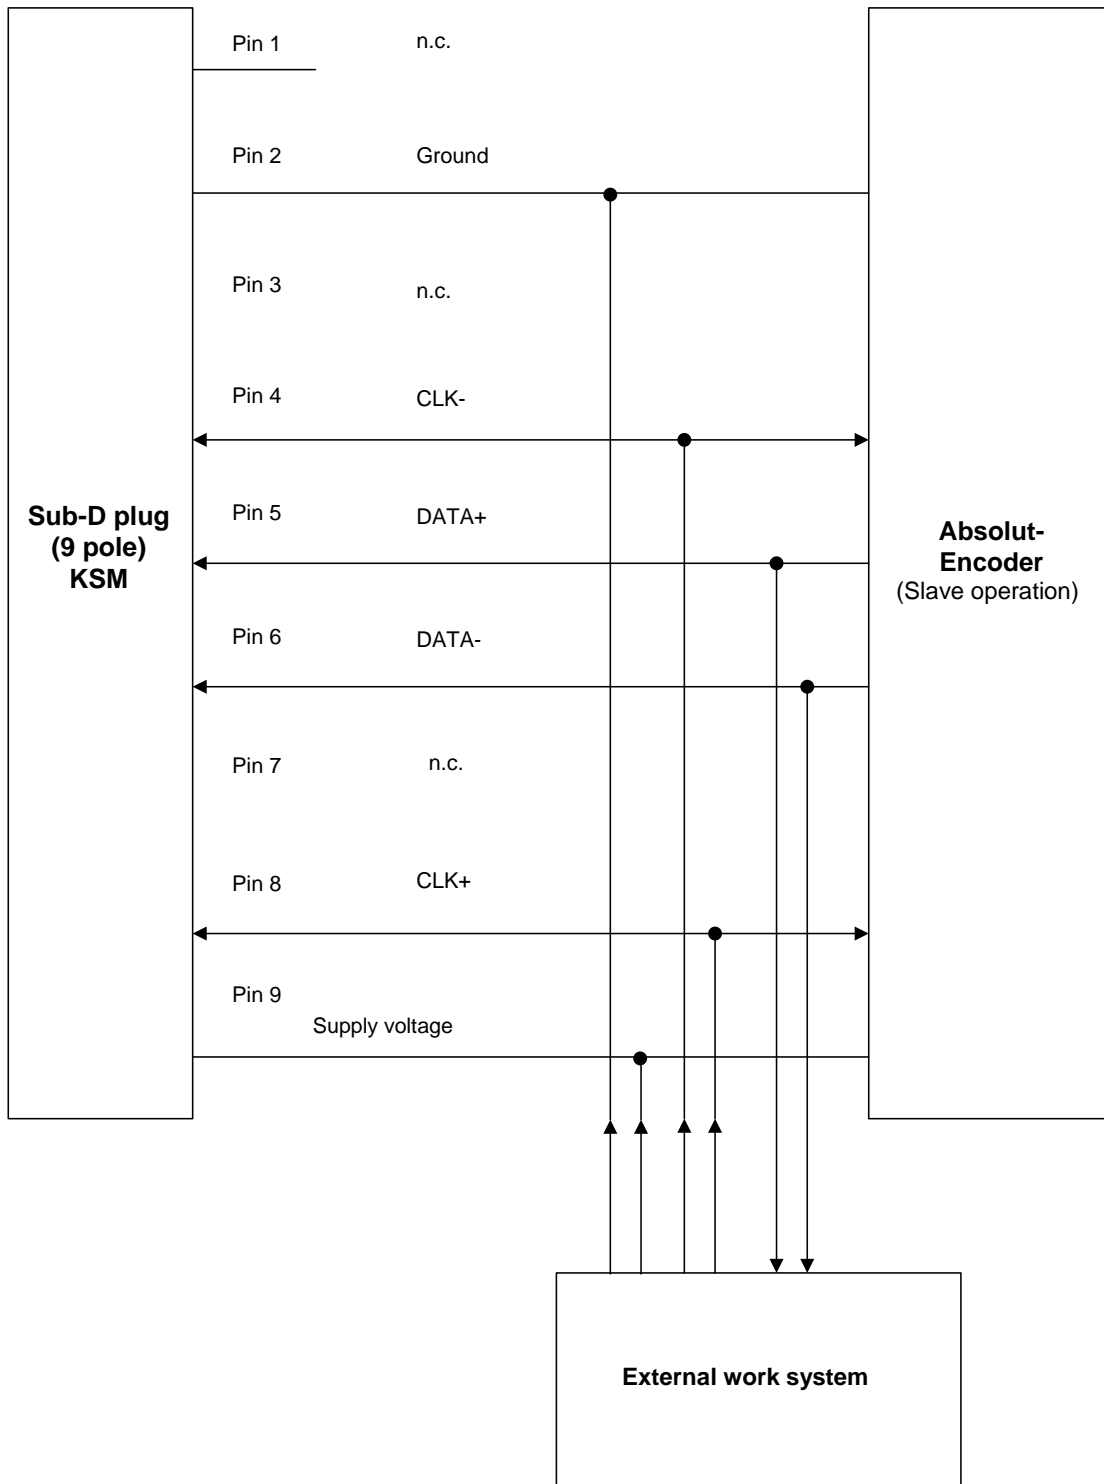 Pin 1 n.c.
Pin 2 Ground
Pin 3 n.c.
Pin 4 CLK-
Sub-D plug
(9 pole)
KSM
Pin 5 DATA+
Absolut-
Encoder
(Slave operation)
Pin 6 DATA-
Pin 7 n.c.
Pin 8 CLK+
Pin 9
Supply voltage
External work system